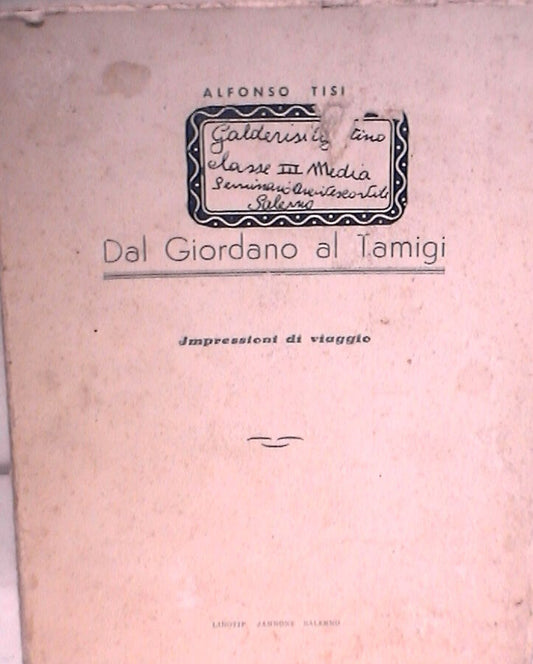 ALFONSO TISI
Galderisi
classe III Media
Seminario Arcivescovile
Salerno
Dal Giordano al Tamigi
Impressioni di viaggio
LINOTIP. JANNONE SALERNO